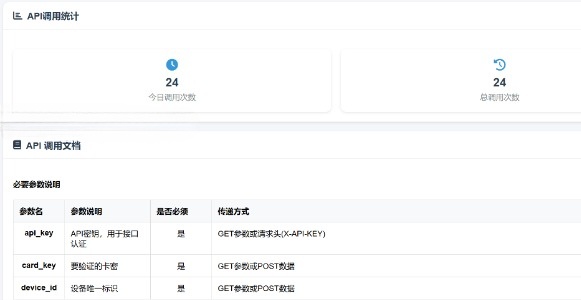 API调用统计
24
24
今日调用次数
总调用次数
API 调用文档
必要参数说明
参数名 参数说明 是否必须 传递方式
api_key API密钥，用于接口认证 是 GET参数或请求头(X-API-KEY)
card_key 要验证的卡密 是 GET参数或POST数据
device_id 设备唯一标识 是 GET参数或POST数据